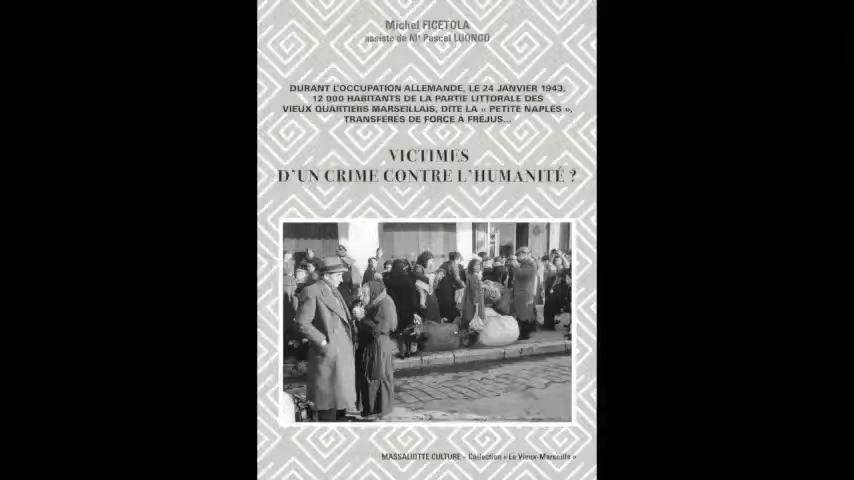 Michel FICETOLA
assisté de Mᵉ Pascal LUONGO
DURANT L'OCCUPATION ALLEMANDE, LE 24 JANVIER 1943,
12 000 HABITANTS DE LA PARTIE LITTORALE DES
VIEUX QUARTIERS MARSEILLAIS, DITE LA « PETITE NAPLES »,
TRANSFÉRÉS DE FORCE À FRÉJUS...
VICTIMES
D'UN CRIME CONTRE L'HUMANITÉ ?
MASSALIOTTE CULTURE – Collection « Le Vieux-Marseille »